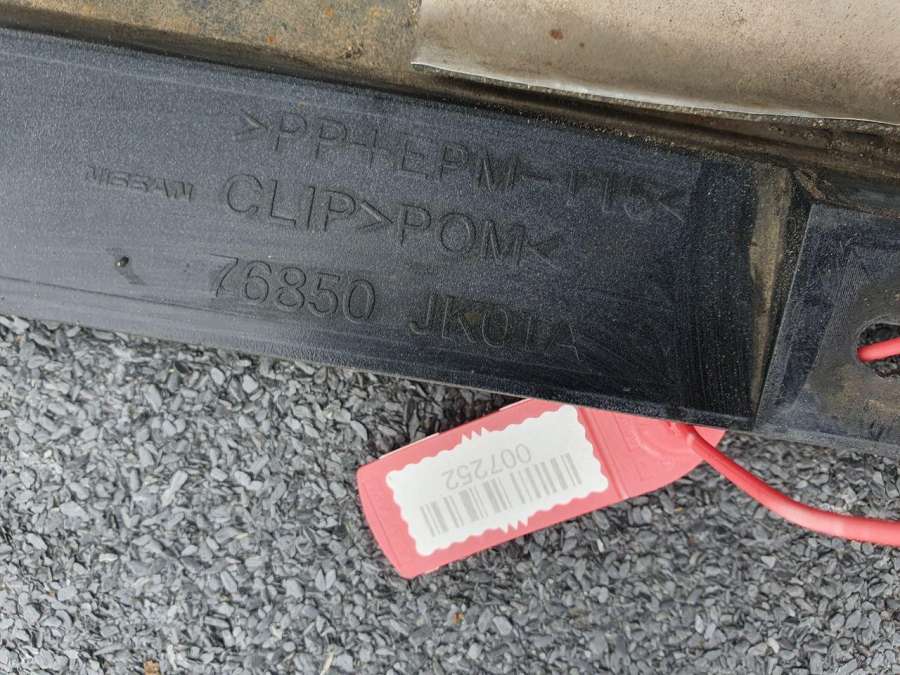 >PP+EPM-T15<
NISSAN
CLIP>POM<
76850 JK01A
007252